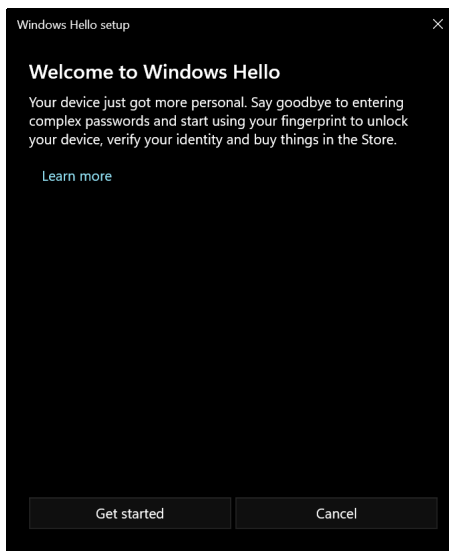 Windows Hello setup
Welcome to Windows Hello
Your device just got more personal. Say goodbye to entering
complex passwords and start using your fingerprint to unlock
your device, verify your identity and buy things in the Store.
Learn more
Get started
Cancel